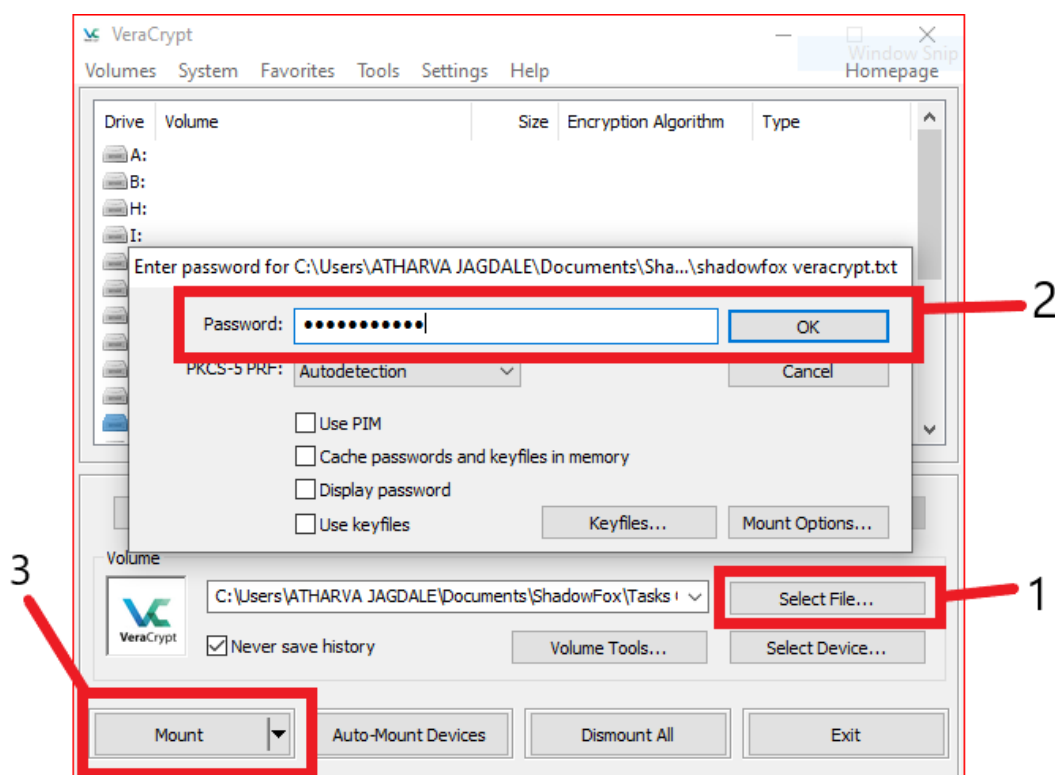 VeraCrypt
Window Snip
Volumes System Favorites Tools Settings Help Homepage
Drive Volume Size Encryption Algorithm Type
A:
B:
H:
I:
Enter password for C:\Users\ATHARVA JAGDALE\Documents\Sha...\shadowfox veracrypt.txt
2
Password: ●●●●●●●●●●● OK
PKCS-5 PRF: Autodetection Cancel
Use PIM
Cache passwords and keyfiles in memory
Display password
Use keyfiles Keyfiles... Mount Options...
Volume
3
C:\Users\ATHARVA JAGDALE\Documents\ShadowFox\Tasks Select File...
1
VeraCrypt
Never save history Volume Tools... Select Device...
Mount Auto-Mount Devices Dismount All Exit